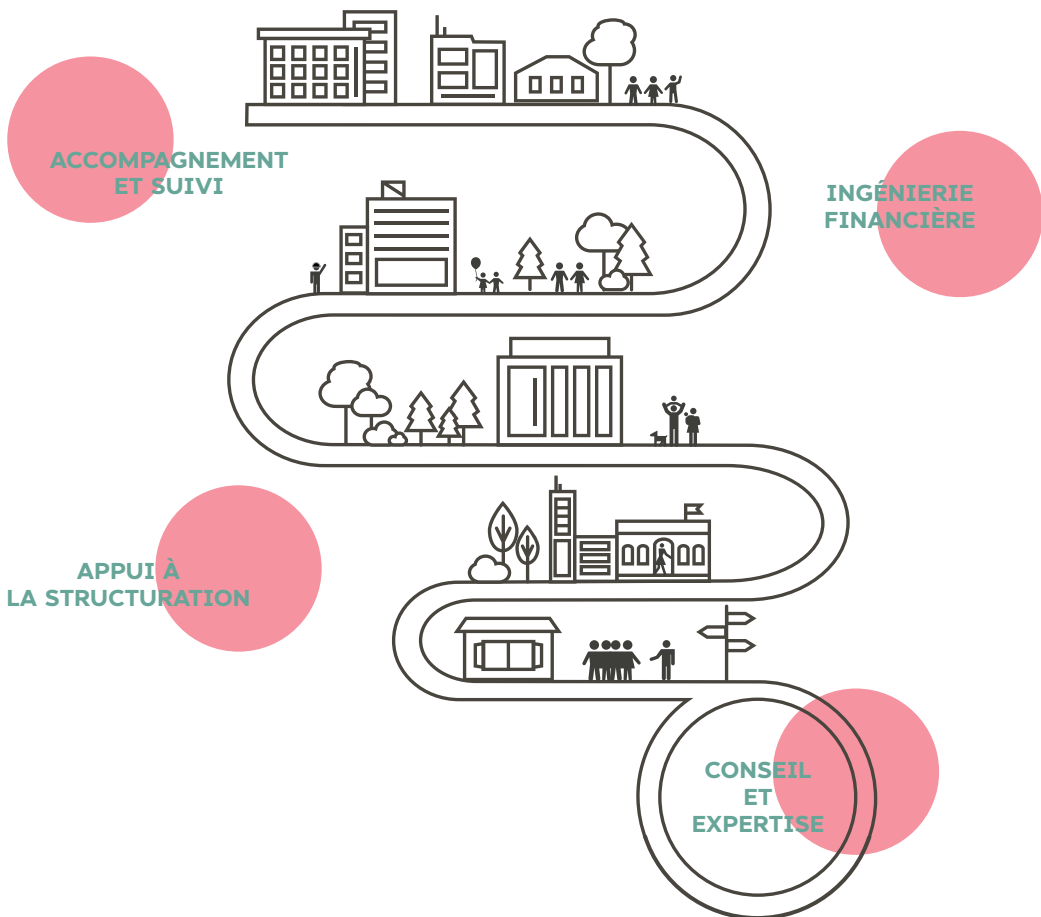 ACCOMPAGNEMENT
ET SUIVI
INGÉNIERIE
FINANCIÈRE
APPUI À
LA STRUCTURATION
CONSEIL
ET
EXPERTISE